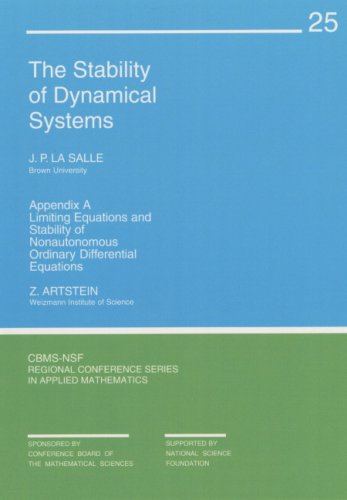 25
The Stability
of Dynamical
Systems
J. P. LA SALLE
Brown University
Appendix A
Limiting Equations and
Stability of
Nonautonomous
Ordinary Differential
Equations
Z. ARTSTEIN
Weizmann Institute of Science
CBMS-NSF
REGIONAL CONFERENCE SERIES
IN APPLIED MATHEMATICS
SPONSORED BY
CONFERENCE BOARD OF
THE MATHEMATICAL SCIENCES
SUPPORTED BY
NATIONAL SCIENCE
FOUNDATION